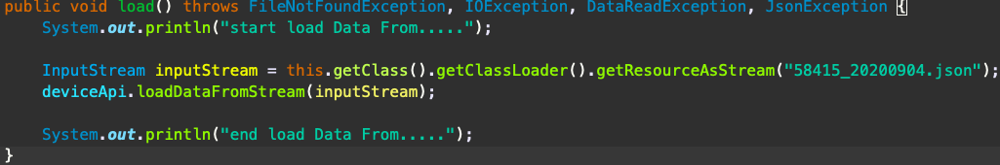 public void load() throws FileNotFoundException, IOException, DataReadException, JsonException {
System.out.println("start load Data From.....");
InputStream inputStream = this.getClass().getClassLoader().getResourceAsStream("58415_20200904.json");
deviceApi.loadDataFromStream(inputStream);
System.out.println("end load Data From.....");
}